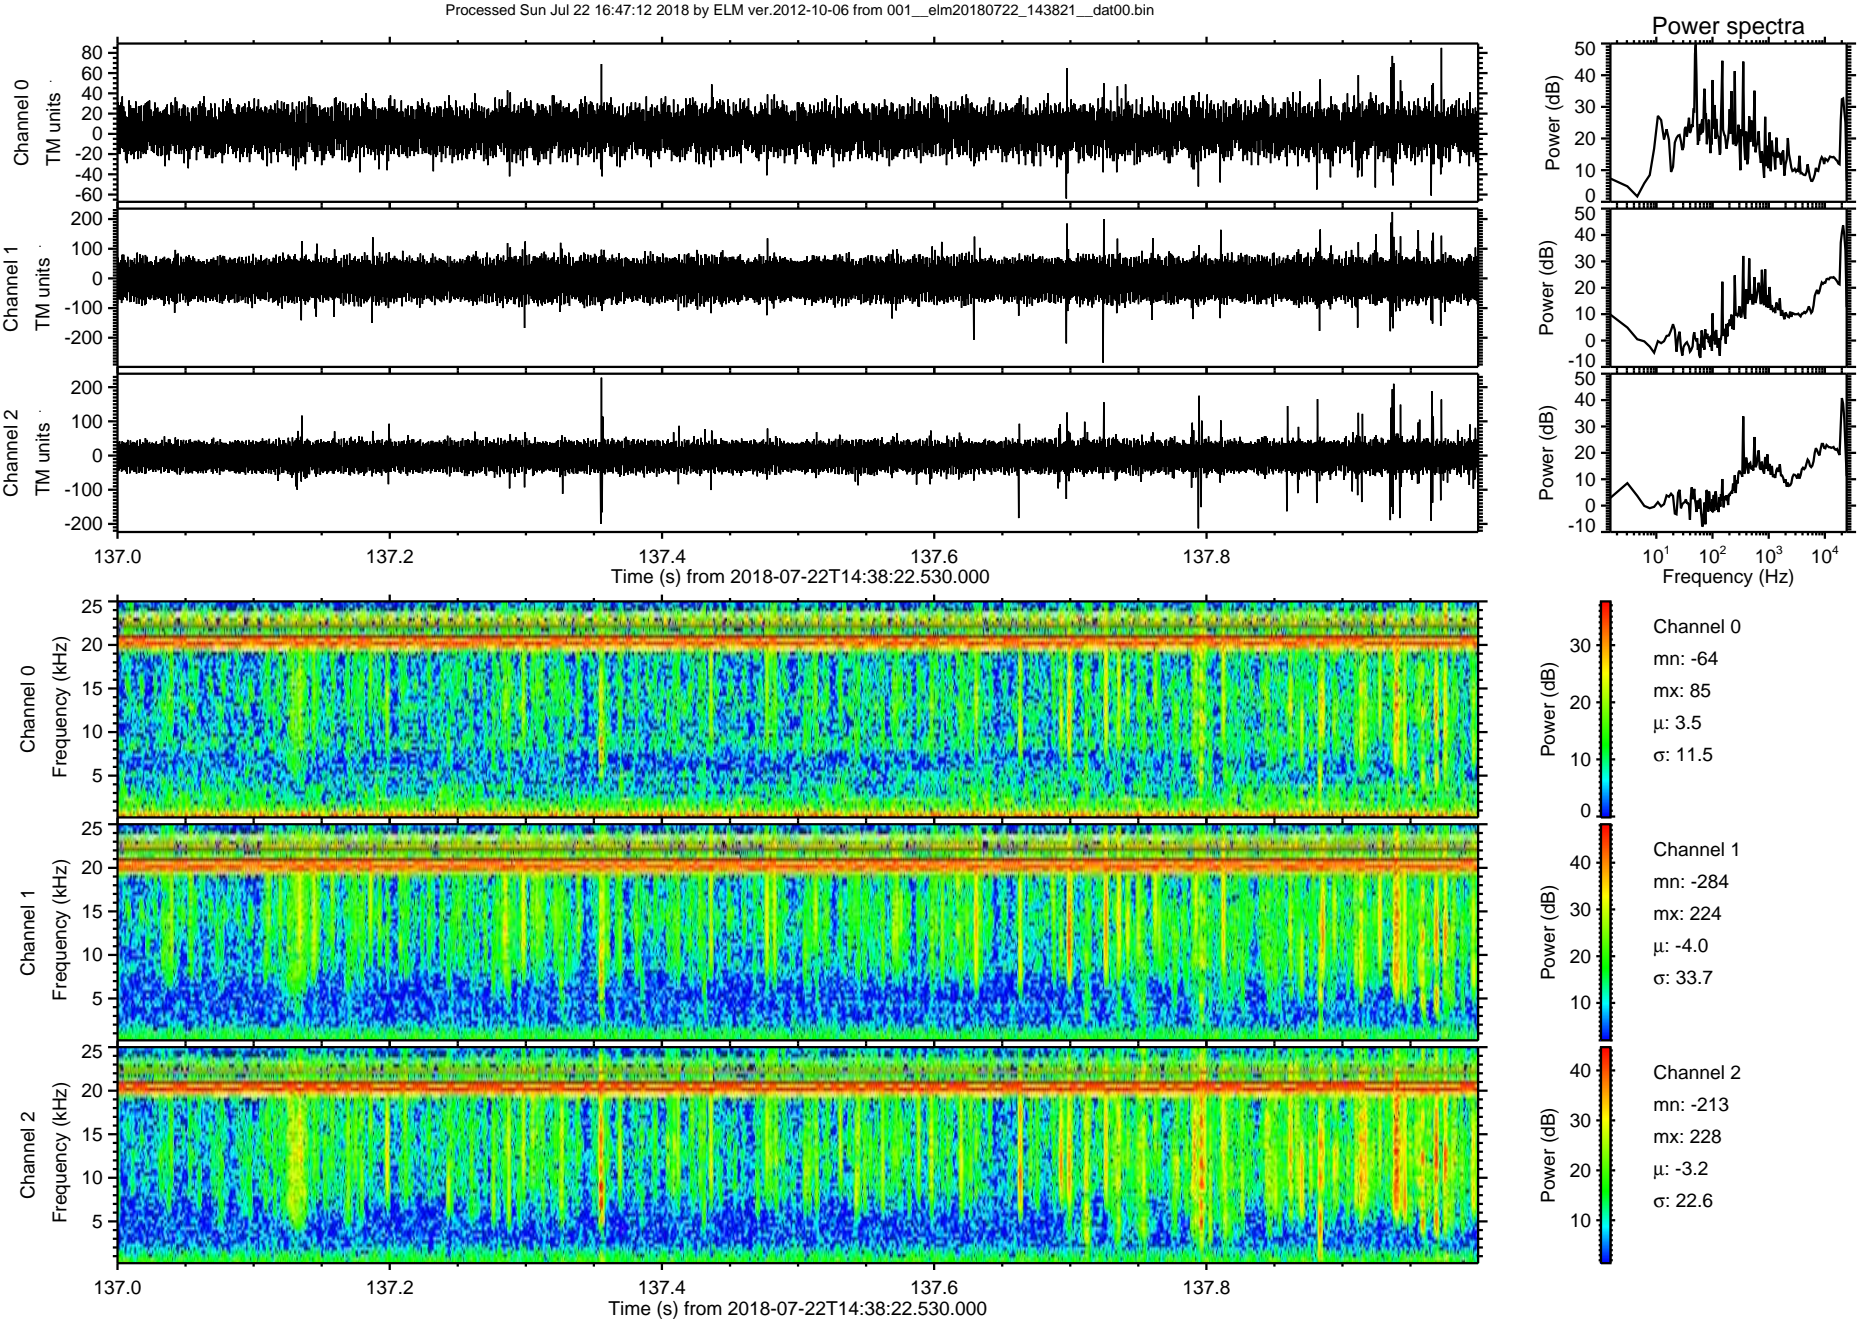 Processed Sun Jul 22 16:47:12 2018 by ELM ver.2012-10-06 from 001__elm20180722_143821__dat00.bin
Power spectra
Channel 0
TM units
80
60
40
20
0
-20
-40
-60
Power (dB)
50
40
30
20
10
0
Channel 1
TM units
200
100
0
-100
-200
Power (dB)
50
40
30
20
10
0
-10
Channel 2
TM units
200
100
0
-100
-200
Power (dB)
50
40
30
20
10
0
-10
137.0 137.2 137.4 137.6 137.8
Time (s) from 2018-07-22T14:38:22.530.000
10¹ 10² 10³ 10⁴
Frequency (Hz)
Channel 0
Frequency (kHz)
25
20
15
10
5
Power (dB)
30
20
10
0
Channel 0
mn: -64
mx: 85
μ: 3.5
σ: 11.5
Channel 1
Frequency (kHz)
25
20
15
10
5
Power (dB)
40
30
20
10
Channel 1
mn: -284
mx: 224
μ: -4.0
σ: 33.7
Channel 2
Frequency (kHz)
25
20
15
10
5
Power (dB)
40
30
20
10
Channel 2
mn: -213
mx: 228
μ: -3.2
σ: 22.6
137.0 137.2 137.4 137.6 137.8
Time (s) from 2018-07-22T14:38:22.530.000